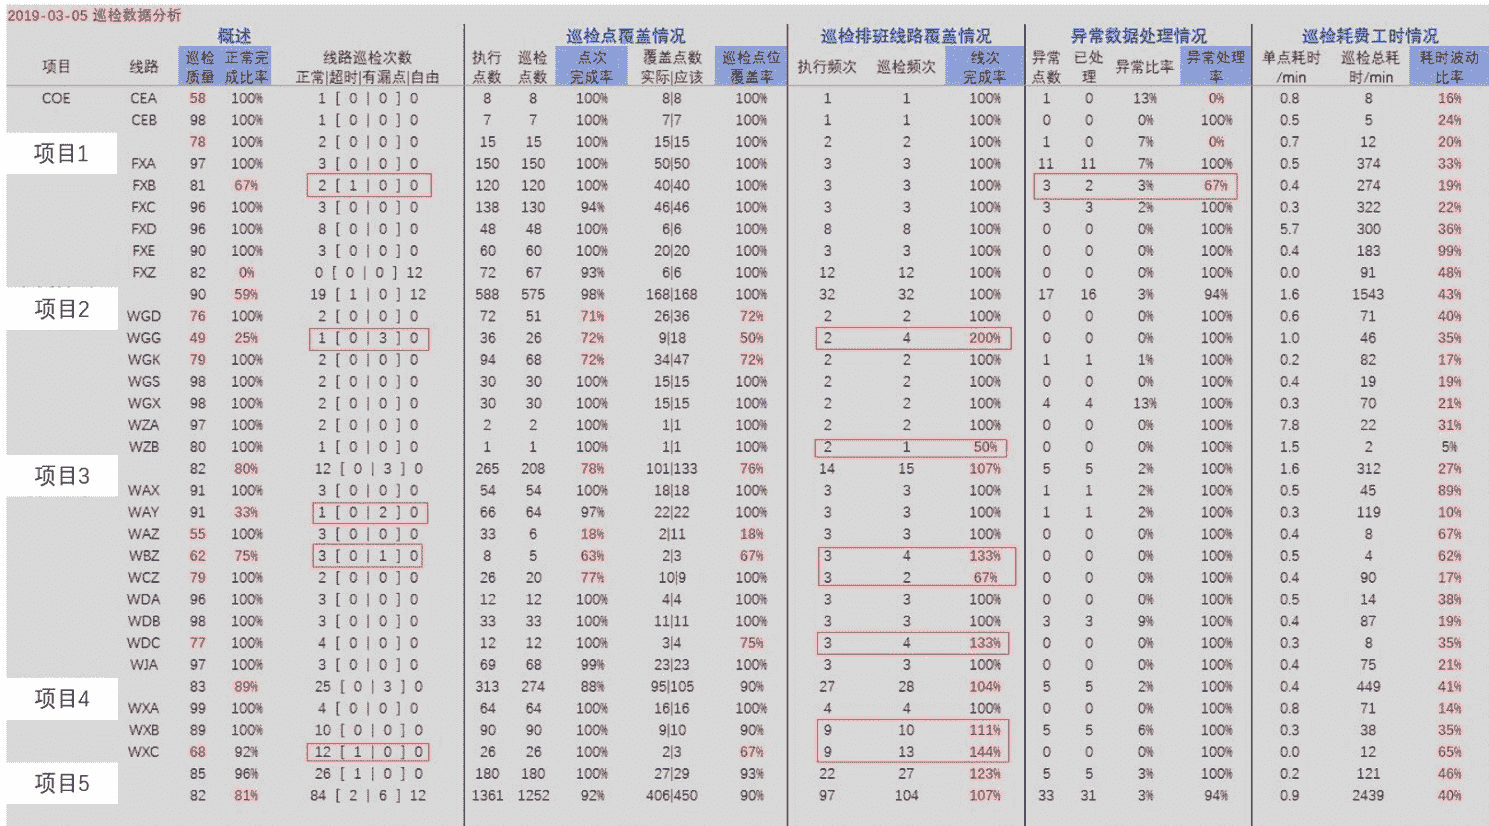 2019-03-05 巡检数据分析
概述 巡检点覆盖情况 巡检排班线路覆盖情况 异常数据处理情况 巡检耗费工时情况
项目 线路 巡检质量 正常完成比率 线路巡检次数 正常|超时|有漏点|自由 执行点数 巡检点数 点次完成率 覆盖点数 实际|应该 巡检点位覆盖率 执行频次 巡检频次 线次完成率 异常点数 已处理 异常比率 异常处理率 单点耗时/min 巡检总耗时/min 耗时波动比率
COE CEA 58 100% 1 [ 0 | 0 ] 0 8 8 100% 8|8 100% 1 1 100% 1 0 13% 0% 0.8 8 16%
CEB 98 100% 1 [ 0 | 0 ] 0 7 7 100% 7|7 100% 1 1 100% 0 0 0% 100% 0.5 5 24%
78 100% 2 [ 0 | 0 ] 0 15 15 100% 15|15 100% 2 2 100% 1 0 7% 0% 0.7 12 20%
项目1
FXA 97 100% 3 [ 0 | 0 ] 0 150 150 100% 50|50 100% 3 3 100% 11 11 7% 100% 0.5 374 33%
FXB 81 67% 2 [ 1 | 0 ] 0 120 120 100% 40|40 100% 3 3 100% 3 2 3% 67% 0.4 274 19%
FXC 96 100% 3 [ 0 | 0 ] 0 138 130 94% 46|46 100% 3 3 100% 3 3 2% 100% 0.3 322 22%
FXD 96 100% 8 [ 0 | 0 ] 0 48 48 100% 6|6 100% 8 8 100% 0 0 0% 100% 5.7 300 36%
FXE 90 100% 3 [ 0 | 0 ] 0 60 60 100% 20|20 100% 3 3 100% 0 0 0% 100% 0.4 183 99%
FXZ 82 0% 0 [ 0 | 0 ] 12 72 67 93% 6|6 100% 12 12 100% 0 0 0% 100% 0.0 91 48%
90 59% 19 [ 1 | 0 ] 12 588 575 98% 168|168 100% 32 32 100% 17 16 3% 94% 1.6 1543 43%
项目2
WGD 76 100% 2 [ 0 | 0 ] 0 72 51 71% 26|36 72% 2 2 100% 0 0 0% 100% 0.6 71 40%
WGG 49 25% 1 [ 0 | 3 ] 0 36 26 72% 9|18 50% 2 4 200% 0 0 0% 100% 1.0 46 35%
WGK 79 100% 2 [ 0 | 0 ] 0 94 68 72% 34|47 72% 2 2 100% 1 1 1% 100% 0.2 82 17%
WGS 98 100% 2 [ 0 | 0 ] 0 30 30 100% 15|15 100% 2 2 100% 0 0 0% 100% 0.4 19 19%
WGX 98 100% 2 [ 0 | 0 ] 0 30 30 100% 15|15 100% 2 2 100% 4 4 13% 100% 0.3 70 21%
WZA 97 100% 2 [ 0 | 0 ] 0 2 2 100% 1|1 100% 2 2 100% 0 0 0% 100% 7.8 22 31%
WZB 80 100% 1 [ 0 | 0 ] 0 1 1 100% 1|1 100% 2 1 50% 0 0 0% 100% 1.5 2 5%
82 80% 12 [ 0 | 3 ] 0 265 208 78% 101|133 76% 14 15 107% 5 5 2% 100% 1.6 312 27%
项目3
WAX 91 100% 3 [ 0 | 0 ] 0 54 54 100% 18|18 100% 3 3 100% 1 1 2% 100% 0.5 45 89%
WAY 91 33% 1 [ 0 | 2 ] 0 66 64 97% 22|22 100% 3 3 100% 1 1 2% 100% 0.3 119 10%
WAZ 55 100% 3 [ 0 | 0 ] 0 33 6 18% 2|11 18% 3 3 100% 0 0 0% 100% 0.4 8 67%
WBZ 62 75% 3 [ 0 | 1 ] 0 8 5 63% 2|3 67% 3 4 133% 0 0 0% 100% 0.5 4 62%
WCZ 79 100% 2 [ 0 | 0 ] 0 26 20 77% 10|9 100% 3 2 67% 0 0 0% 100% 0.4 90 17%
WDA 96 100% 3 [ 0 | 0 ] 0 12 12 100% 4|4 100% 3 3 100% 0 0 0% 100% 0.5 14 38%
WDB 98 100% 3 [ 0 | 0 ] 0 33 33 100% 11|11 100% 3 3 100% 3 3 9% 100% 0.4 87 19%
WDC 77 100% 4 [ 0 | 0 ] 0 12 12 100% 3|4 75% 3 4 133% 0 0 0% 100% 0.3 8 35%
WJA 97 100% 3 [ 0 | 0 ] 0 69 68 99% 23|23 100% 3 3 100% 0 0 0% 100% 0.4 75 21%
83 89% 25 [ 0 | 3 ] 0 313 274 88% 95|105 90% 27 28 104% 5 5 2% 100% 0.4 449 41%
项目4
WXA 99 100% 4 [ 0 | 0 ] 0 64 64 100% 16|16 100% 4 4 100% 0 0 0% 100% 0.8 71 14%
WXB 89 100% 10 [ 0 | 0 ] 0 90 90 100% 9|10 90% 9 10 111% 5 5 6% 100% 0.3 38 35%
WXC 68 92% 12 [ 1 | 0 ] 0 26 26 100% 2|3 67% 9 13 144% 0 0 0% 100% 0.0 12 65%
85 96% 26 [ 1 | 0 ] 0 180 180 100% 27|29 93% 22 27 123% 5 5 3% 100% 0.2 121 46%
项目5
82 81% 84 [ 2 | 6 ] 12 1361 1252 92% 406|450 90% 97 104 107% 33 31 3% 94% 0.9 2439 40%